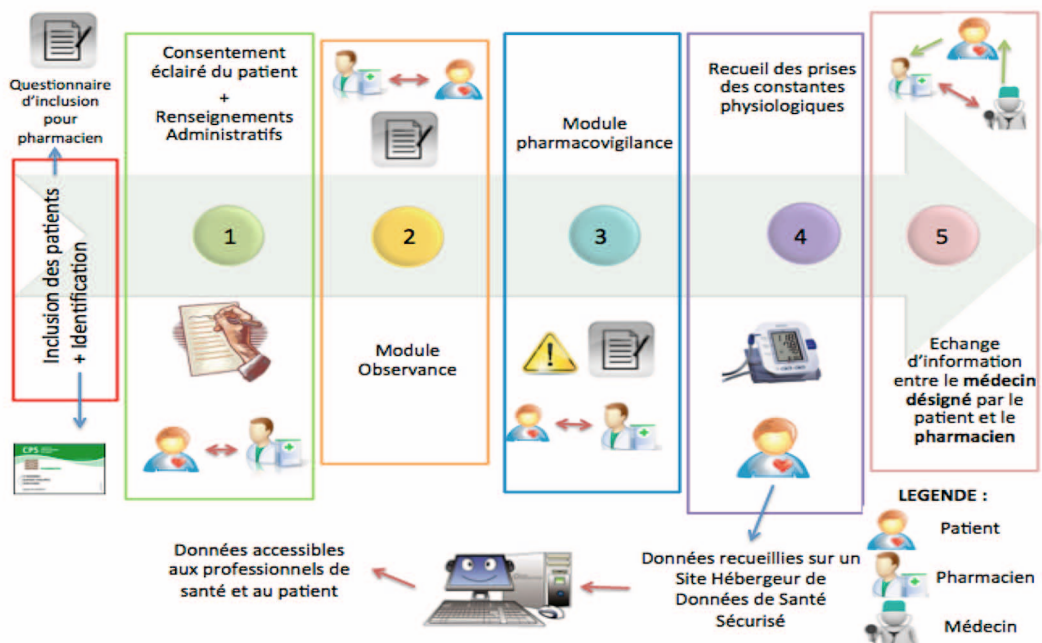 Questionnaire
d'inclusion
pour
pharmacien
Inclusion des patients
+ Identification
CPS
Consentement
éclairé du patient
+
Renseignements
Administratifs
1
2
Module
Observance
Module
pharmacovigilance
3
Recueil des prises
des constantes
physiologiques
4
5
Echange
d'information
entre le médecin
désigné par le
patient et le
pharmacien
Données accessibles
aux professionnels de
santé et au patient
Données recueillies sur un
Site Hébergeur de
Données de Santé
Sécurisé
LEGENDE :
Patient
Pharmacien
Médecin